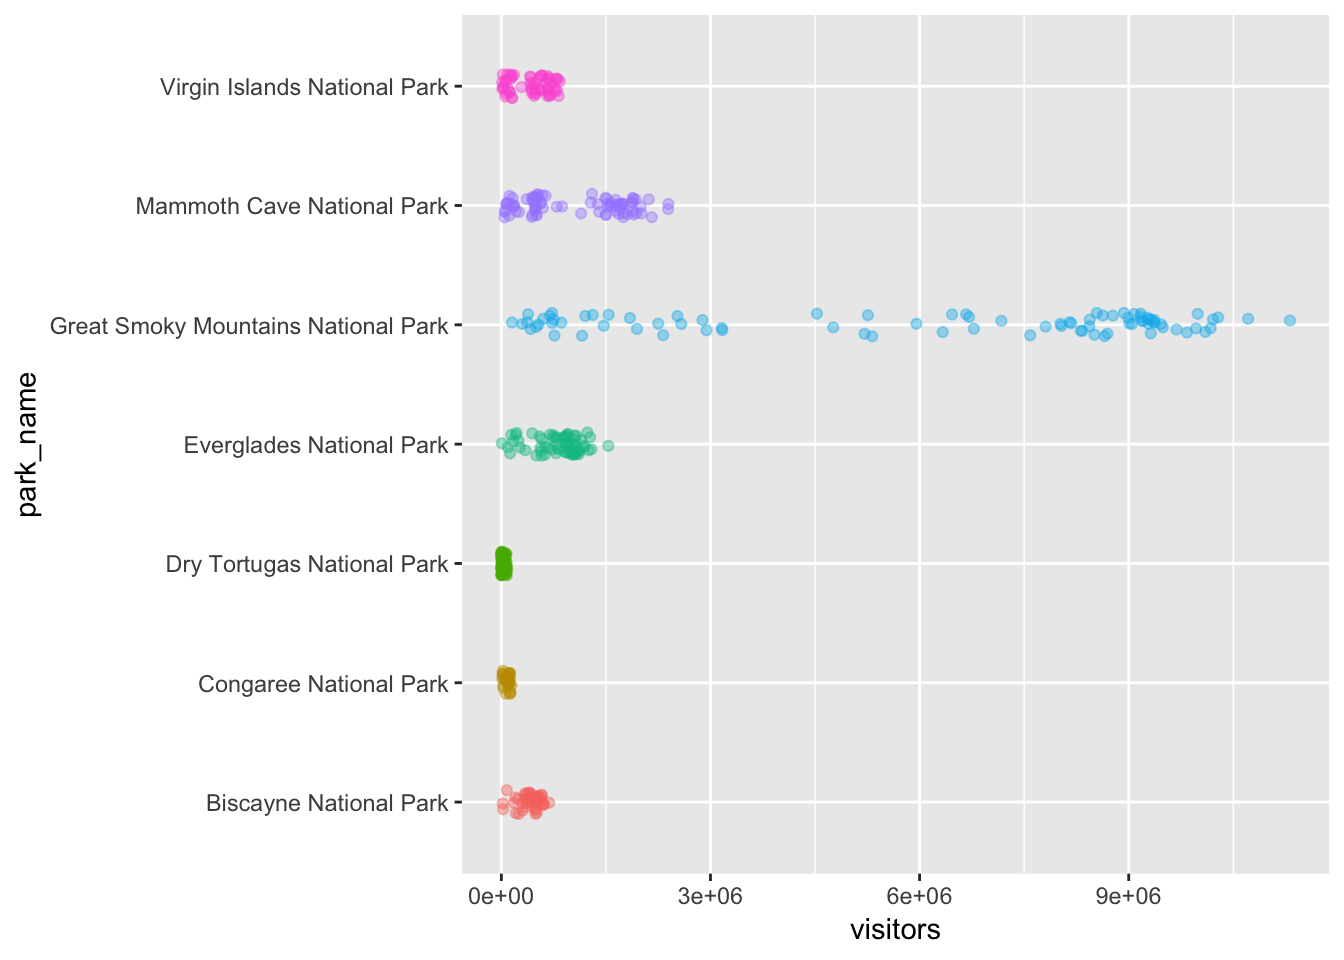 Virgin Islands National Park
Mammoth Cave National Park
Great Smoky Mountains National Park
Everglades National Park
Dry Tortugas National Park
Congaree National Park
Biscayne National Park
park_name
0e+00 3e+06 6e+06 9e+06
visitors